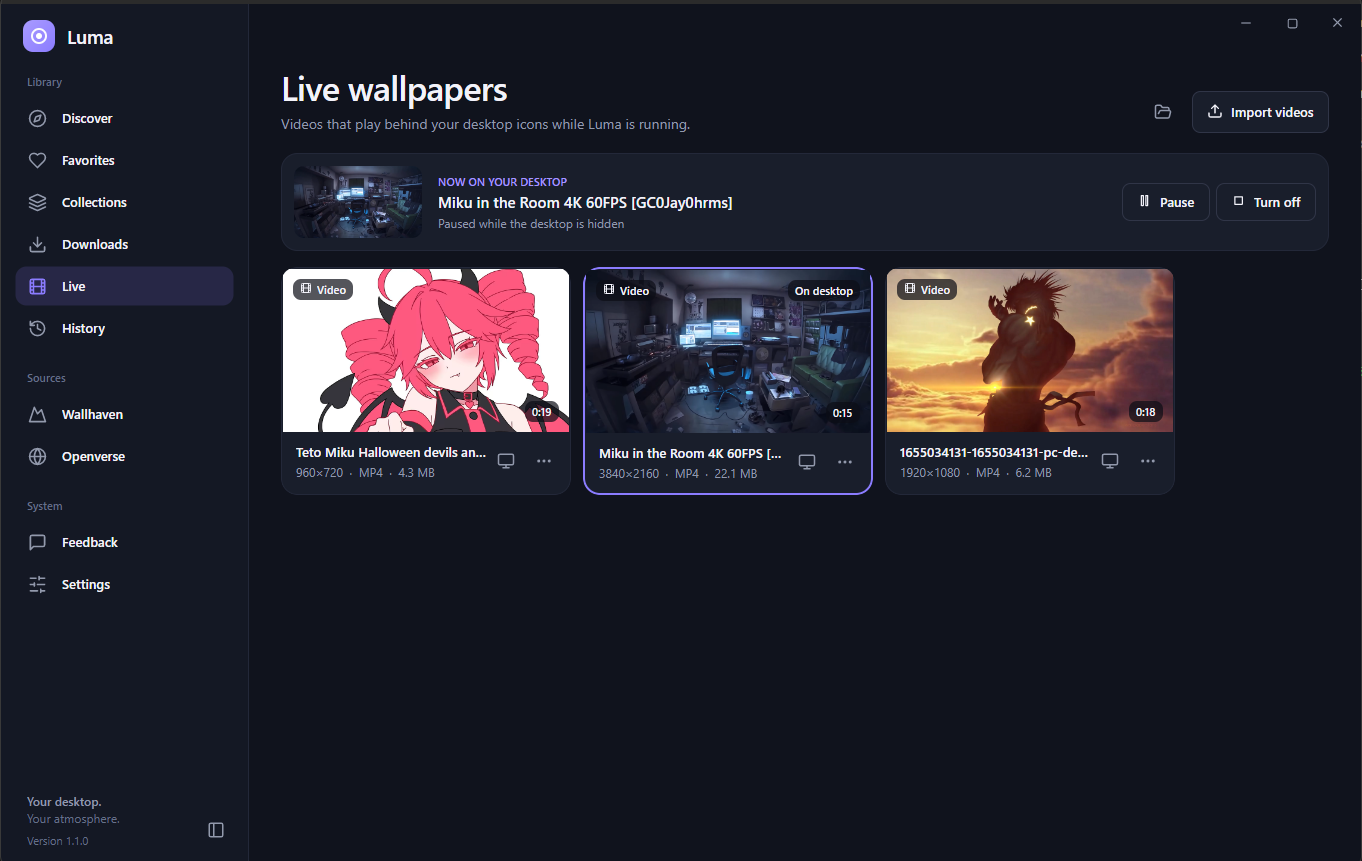 Luma
Library
Discover
Favorites
Collections
Downloads
Live
History
Sources
Wallhaven
Openverse
System
Feedback
Settings
Your desktop.
Your atmosphere.
Version 1.1.0
Live wallpapers
Videos that play behind your desktop icons while Luma is running.
Import videos
NOW ON YOUR DESKTOP
Miku in the Room 4K 60FPS [GC0Jay0hrms]
Paused while the desktop is hidden
Pause
Turn off
Video
0:19
Teto Miku Halloween devils an...
960×720 · MP4 · 4.3 MB
Video
On desktop
0:15
Miku in the Room 4K 60FPS [...
3840×2160 · MP4 · 22.1 MB
Video
0:18
1655034131-1655034131-pc-de...
1920×1080 · MP4 · 6.2 MB